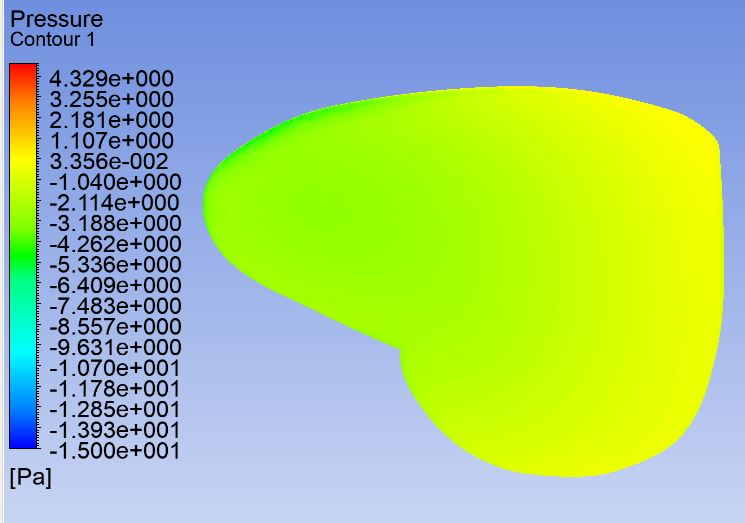 Pressure
Contour 1
4.329e+000
3.255e+000
2.181e+000
1.107e+000
3.356e-002
-1.040e+000
-2.114e+000
-3.188e+000
-4.262e+000
-5.336e+000
-6.409e+000
-7.483e+000
-8.557e+000
-9.631e+000
-1.070e+001
-1.178e+001
-1.285e+001
-1.393e+001
-1.500e+001
[Pa]